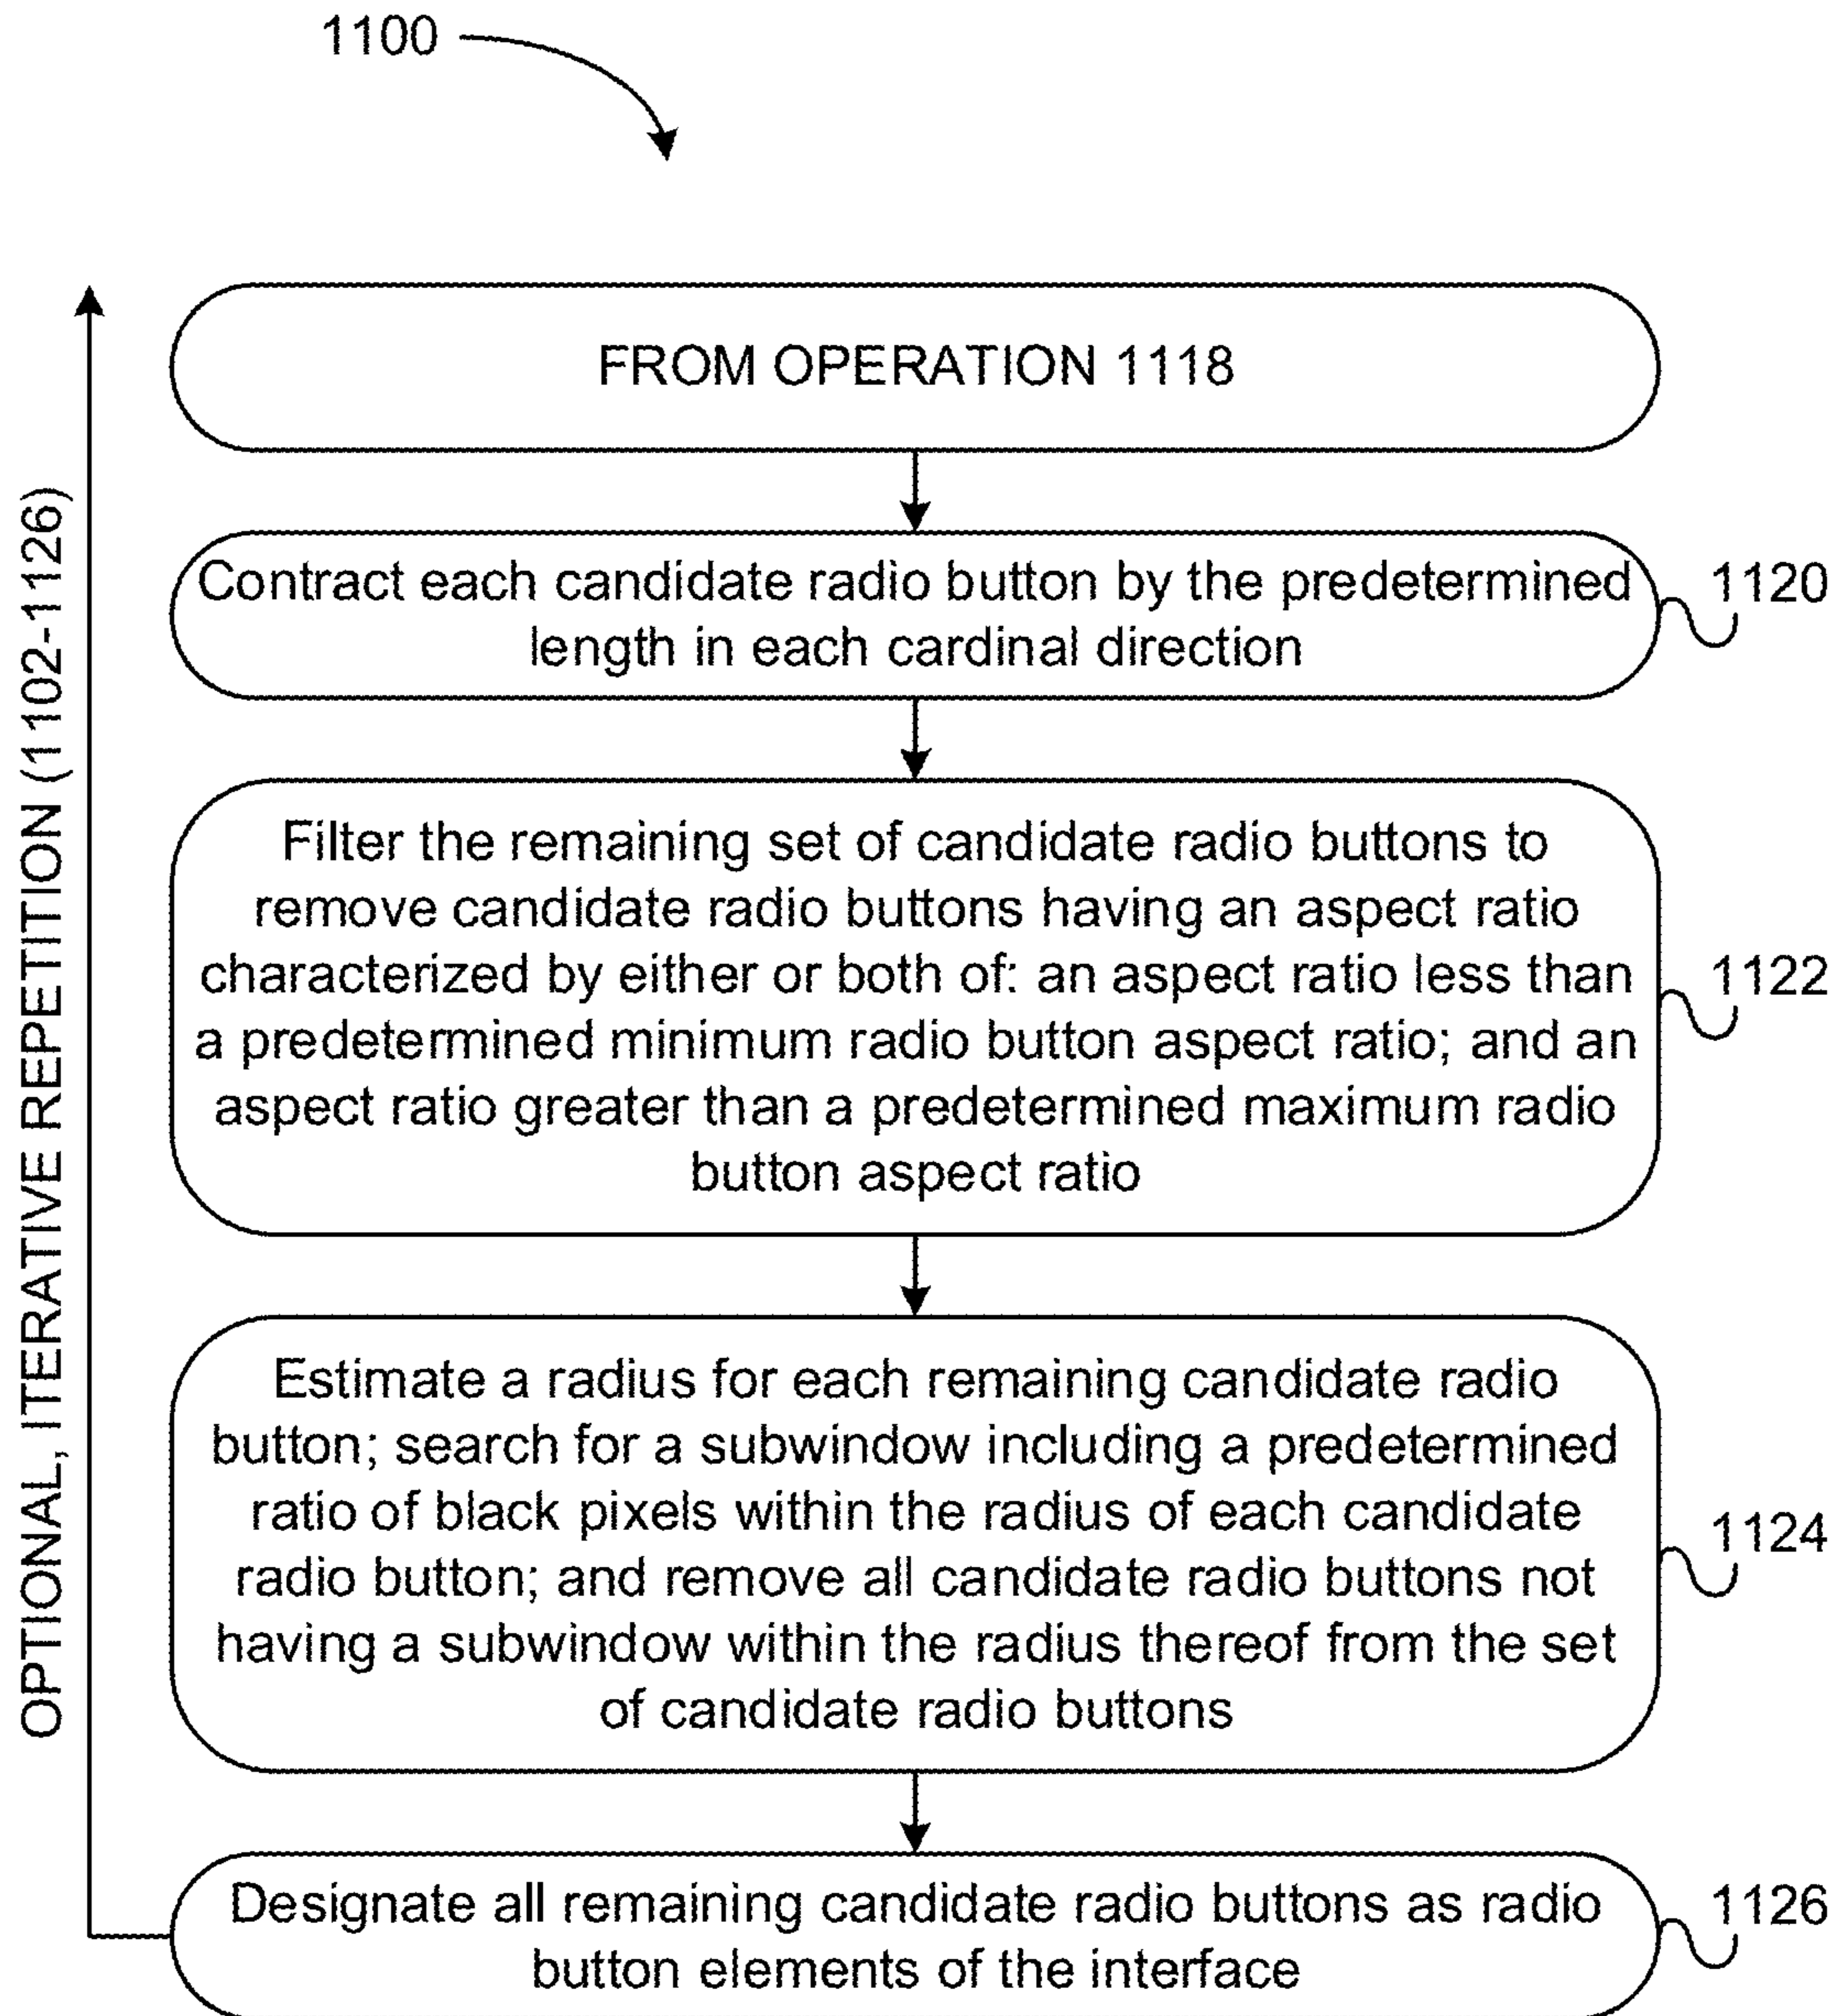 1100
FROM OPERATION 1118
Contract each candidate radio button by the predetermined
length in each cardinal direction
1120
Filter the remaining set of candidate radio buttons to
remove candidate radio buttons having an aspect ratio
characterized by either or both of: an aspect ratio less than
a predetermined minimum radio button aspect ratio; and an
aspect ratio greater than a predetermined maximum radio
button aspect ratio
1122
Estimate a radius for each remaining candidate radio
button; search for a subwindow including a predetermined
ratio of black pixels within the radius of each candidate
radio button; and remove all candidate radio buttons not
having a subwindow within the radius thereof from the set
of candidate radio buttons
1124
Designate all remaining candidate radio buttons as radio
button elements of the interface
1126
OPTIONAL, ITERATIVE REPETITION (1102-1126)